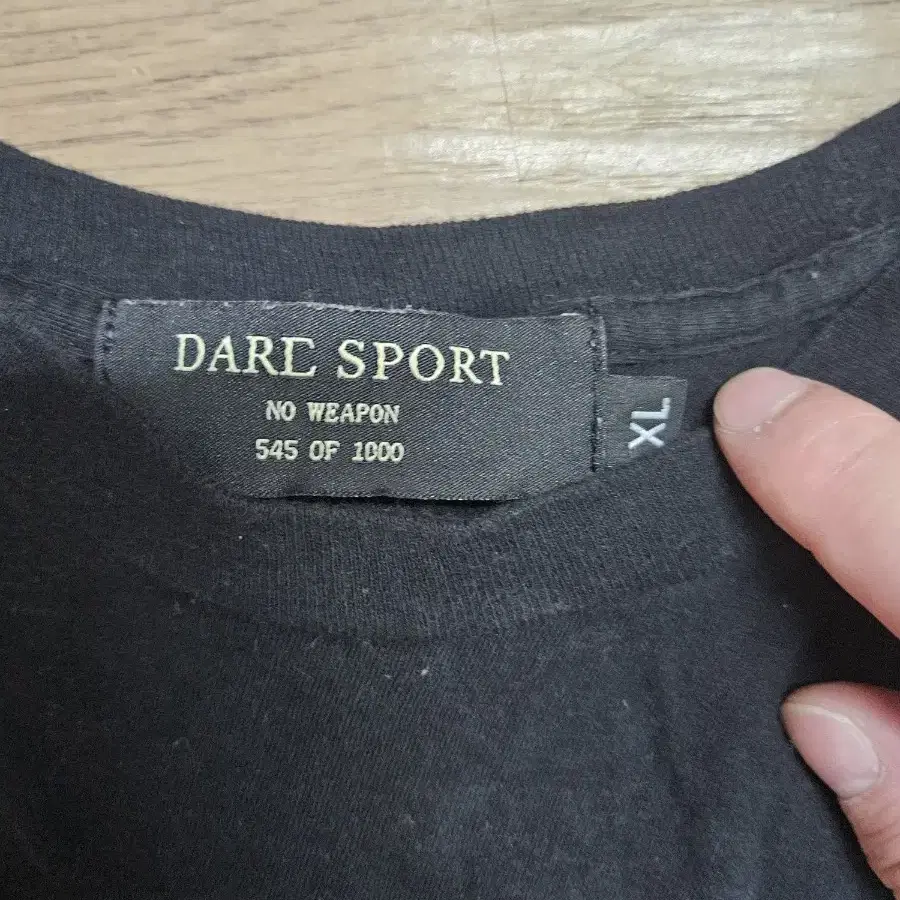 DARE SPORT
NO WEAPON
545 OF 1000
XL